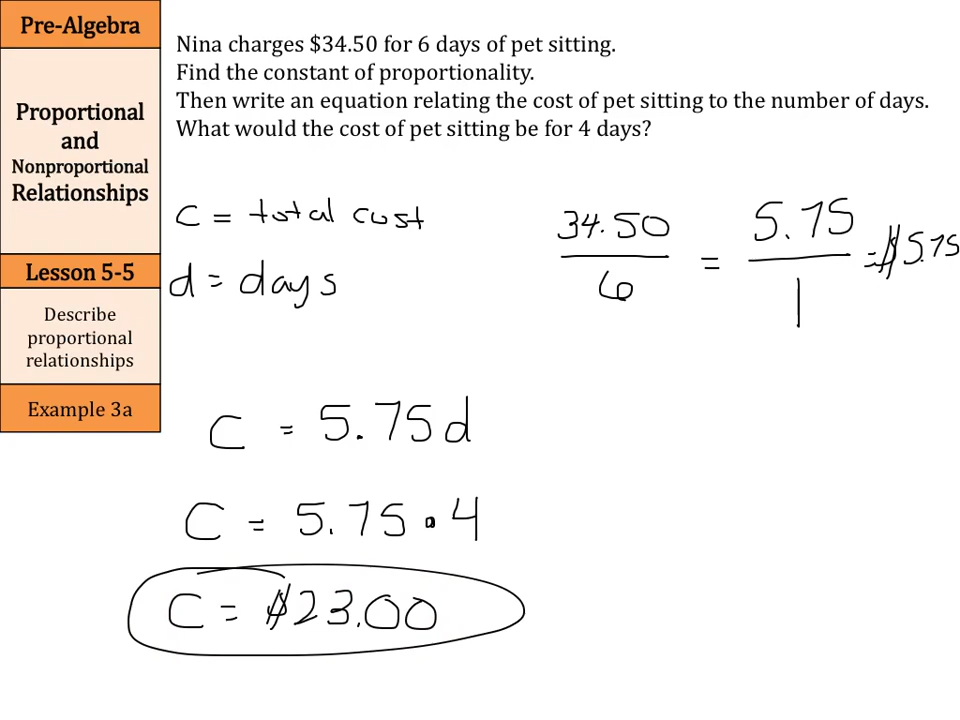 Pre-Algebra
Proportional
and
Nonproportional
Relationships
Lesson 5-5
Describe
proportional
relationships
Example 3a
Nina charges $34.50 for 6 days of pet sitting.
Find the constant of proportionality.
Then write an equation relating the cost of pet sitting to the number of days.
What would the cost of pet sitting be for 4 days?
c = total cost
d = days
34.50/6 = 5.75/1 = $5.75
C = 5.75d
C = 5.75 • 4
C = $23.00